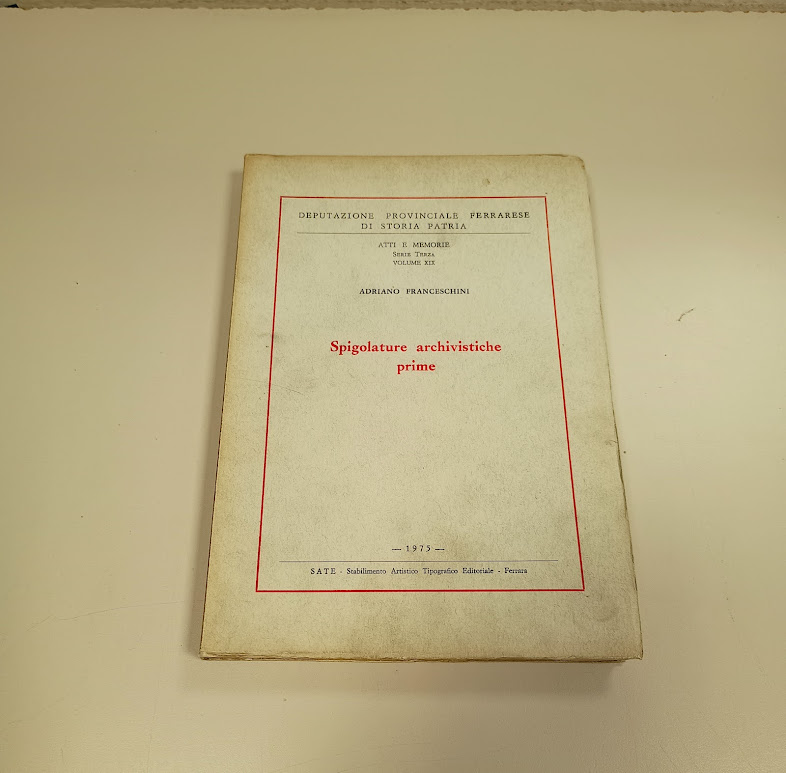 DEPUTAZIONE PROVINCIALE FERRARESE
DI STORIA PATRIA
ATTI E MEMORIE
SERIE TERZA
VOLUME XIX
ADRIANO FRANCESCHINI
Spigolature archivistiche
prime
— 1975 —
SATE - Stabilimento Artistico Tipografico Editoriale - Ferrara